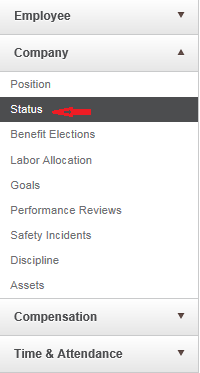 Employee
Company
Position
Status
Benefit Elections
Labor Allocation
Goals
Performance Reviews
Safety Incidents
Discipline
Assets
Compensation
Time & Attendance